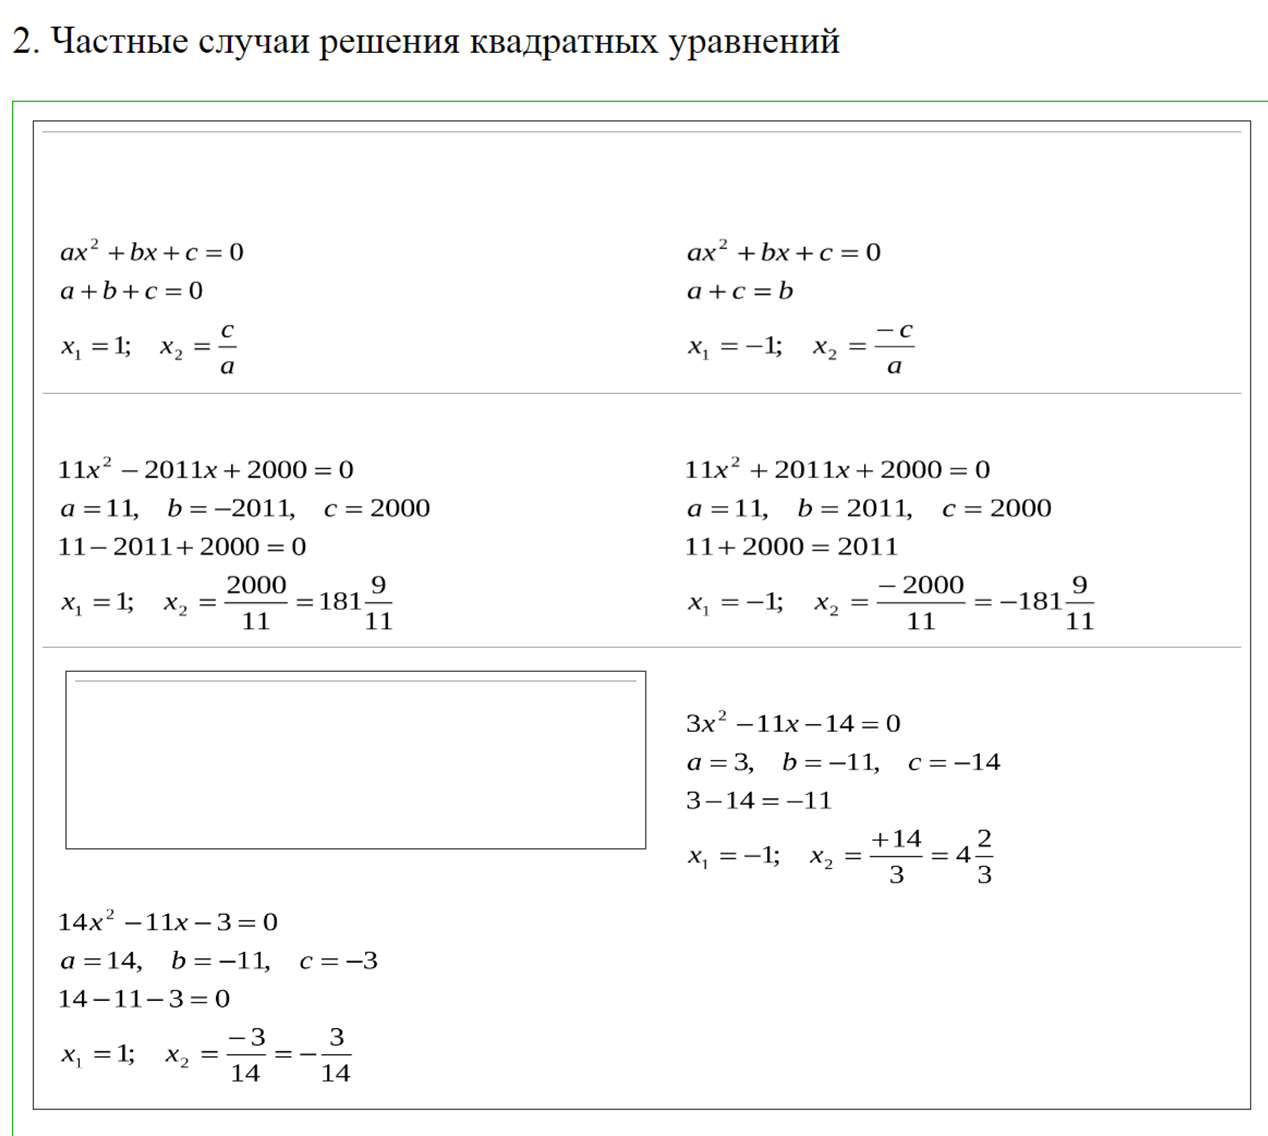 2. Частные случаи решения квадратных уравнений
ax² + bx + c = 0
a + b + c = 0
x₁ = 1; x₂ = c/a
ax² + bx + c = 0
a + c = b
x₁ = −1; x₂ = −c/a
11x² − 2011x + 2000 = 0
a = 11, b = −2011, c = 2000
11 − 2011 + 2000 = 0
x₁ = 1; x₂ = 2000/11 = 181 9/11
11x² + 2011x + 2000 = 0
a = 11, b = 2011, c = 2000
11 + 2000 = 2011
x₁ = −1; x₂ = −2000/11 = −181 9/11
3x² − 11x − 14 = 0
a = 3, b = −11, c = −14
3 − 14 = −11
x₁ = −1; x₂ = +14/3 = 4 2/3
14x² − 11x − 3 = 0
a = 14, b = −11, c = −3
14 − 11 − 3 = 0
x₁ = 1; x₂ = −3/14 = − 3/14